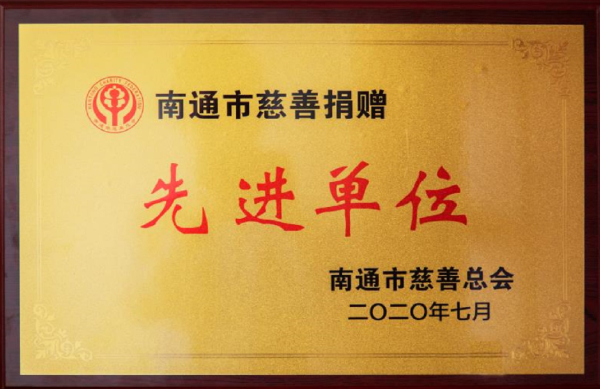 南通市慈善捐赠
先进单位
南通市慈善总会
二〇二〇年七月